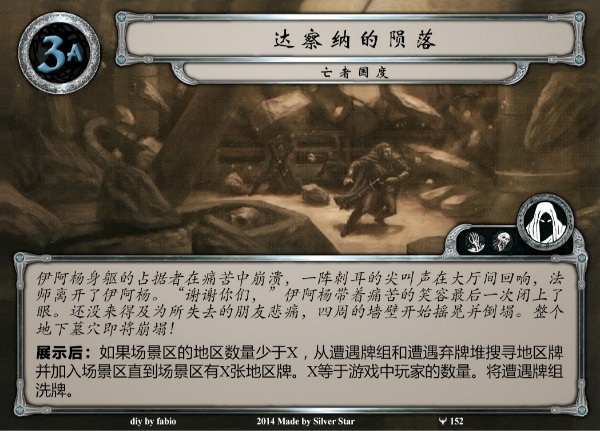 3A
达察纳的陨落
亡者国度
伊阿杨身躯的占据者在痛苦中崩溃，一阵刺耳的尖叫声在大厅间回响，法
师离开了伊阿杨。“谢谢你们，”伊阿杨带着痛苦的笑容最后一次闭上了
眼。还没来得及为所失去的朋友悲痛，四周的墙壁开始摇晃并倒塌。整个
地下墓穴即将崩塌！
展示后：如果场景区的地区数量少于X，从遭遇牌组和遭遇弃牌堆搜寻地区牌
并加入场景区直到场景区有X张地区牌。X等于游戏中玩家的数量。将遭遇牌组
洗牌。
diy by fabio 2014 Made by Silver Star 152